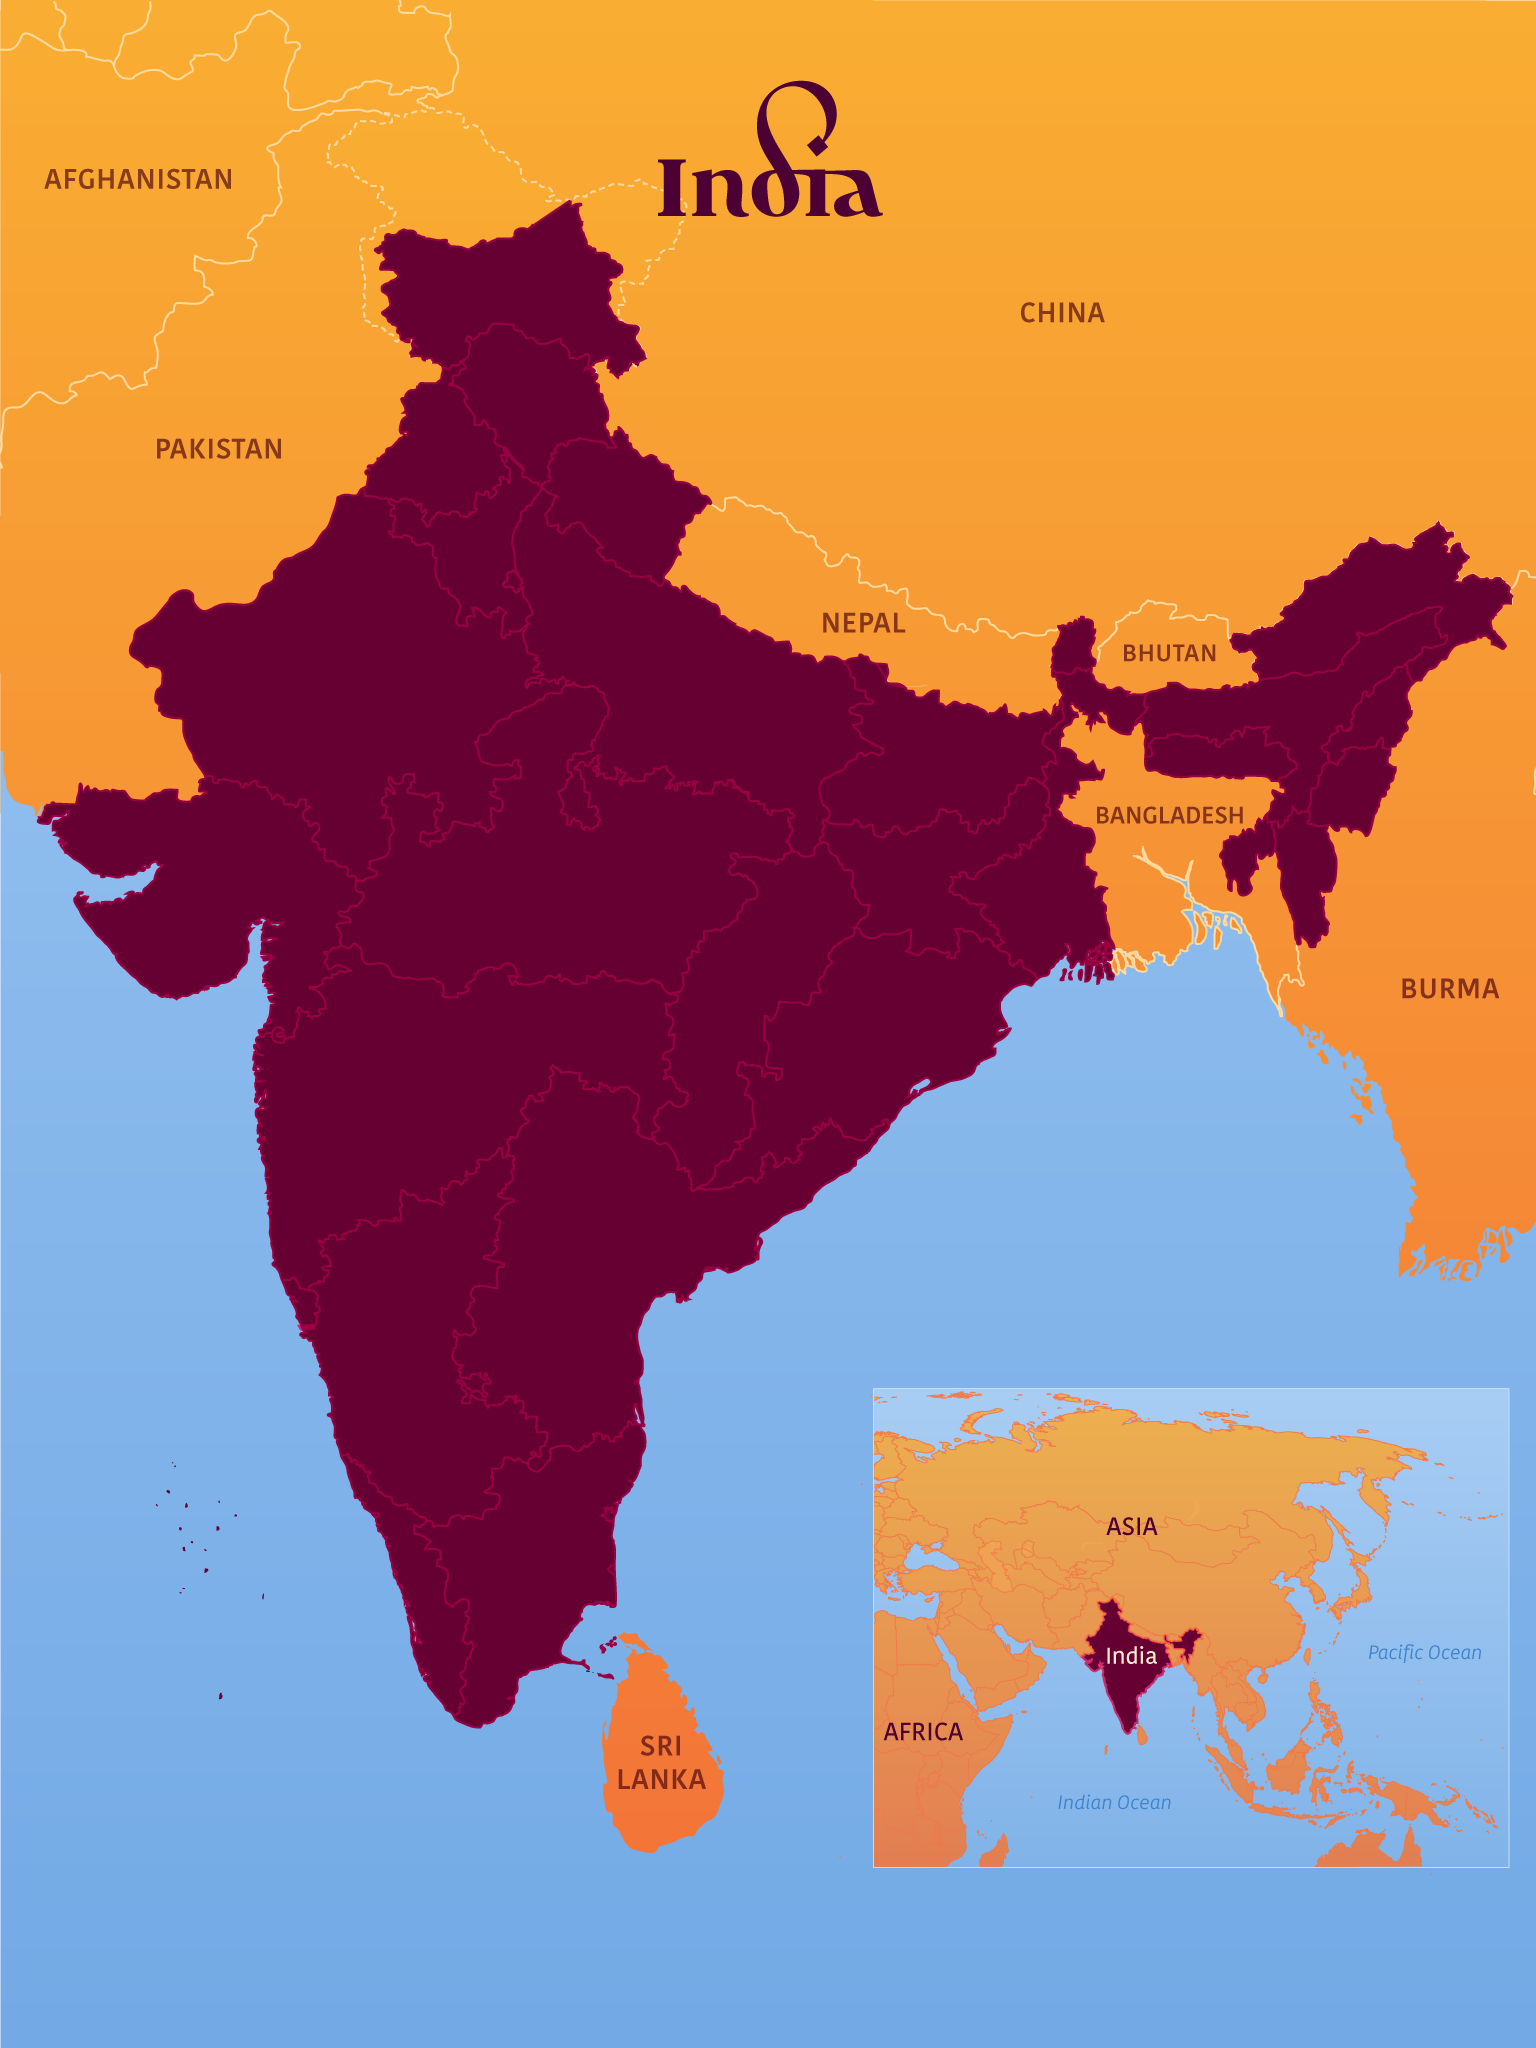 India
AFGHANISTAN
CHINA
PAKISTAN
NEPAL
BHUTAN
BANGLADESH
BURMA
SRI
LANKA
ASIA
India
Pacific Ocean
AFRICA
Indian Ocean